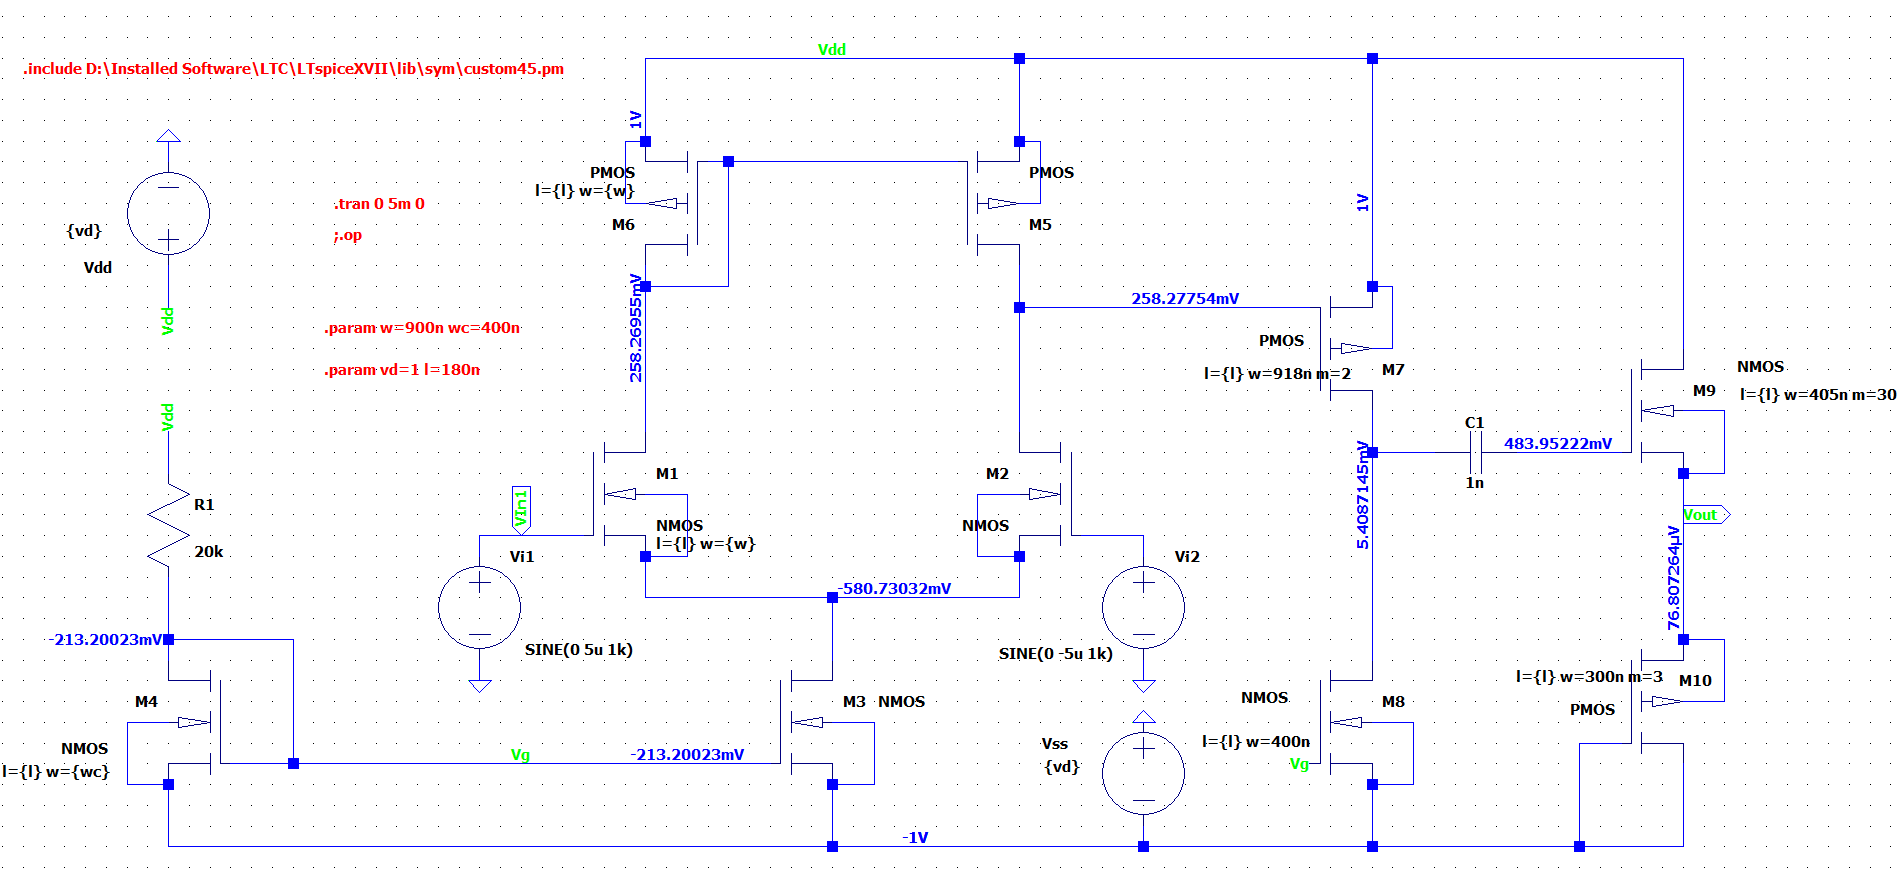 Vdd
.include D:\Installed Software\LTC\LTspiceXVII\lib\sym\custom45.pm
1V
PMOS
l={l} w={w}
M6
PMOS
M5
.tran 0 5m 0
;.op
{vd}
Vdd
Vdd
1V
258.26955mV
258.27754mV
.param w=900n wc=400n
.param vd=1 l=180n
PMOS
l={l} w=918n m=2
M7
NMOS
M9
l={l} w=405n m=30
Vdd
R1
20k
C1
483.95222mV
1n
5.4087145mV
M1
NMOS
l={l} w={w}
M2
NMOS
VIn1
Vi1
SINE(0 5u 1k)
Vi2
SINE(0 -5u 1k)
-580.73032mV
Vout
76.807264µV
-213.20023mV
M4
NMOS
l={l} w={wc}
Vg
-213.20023mV
M3
NMOS
Vss
{vd}
NMOS
M8
l={l} w=400n
Vg
l={l} w=300n m=3
M10
PMOS
-1V